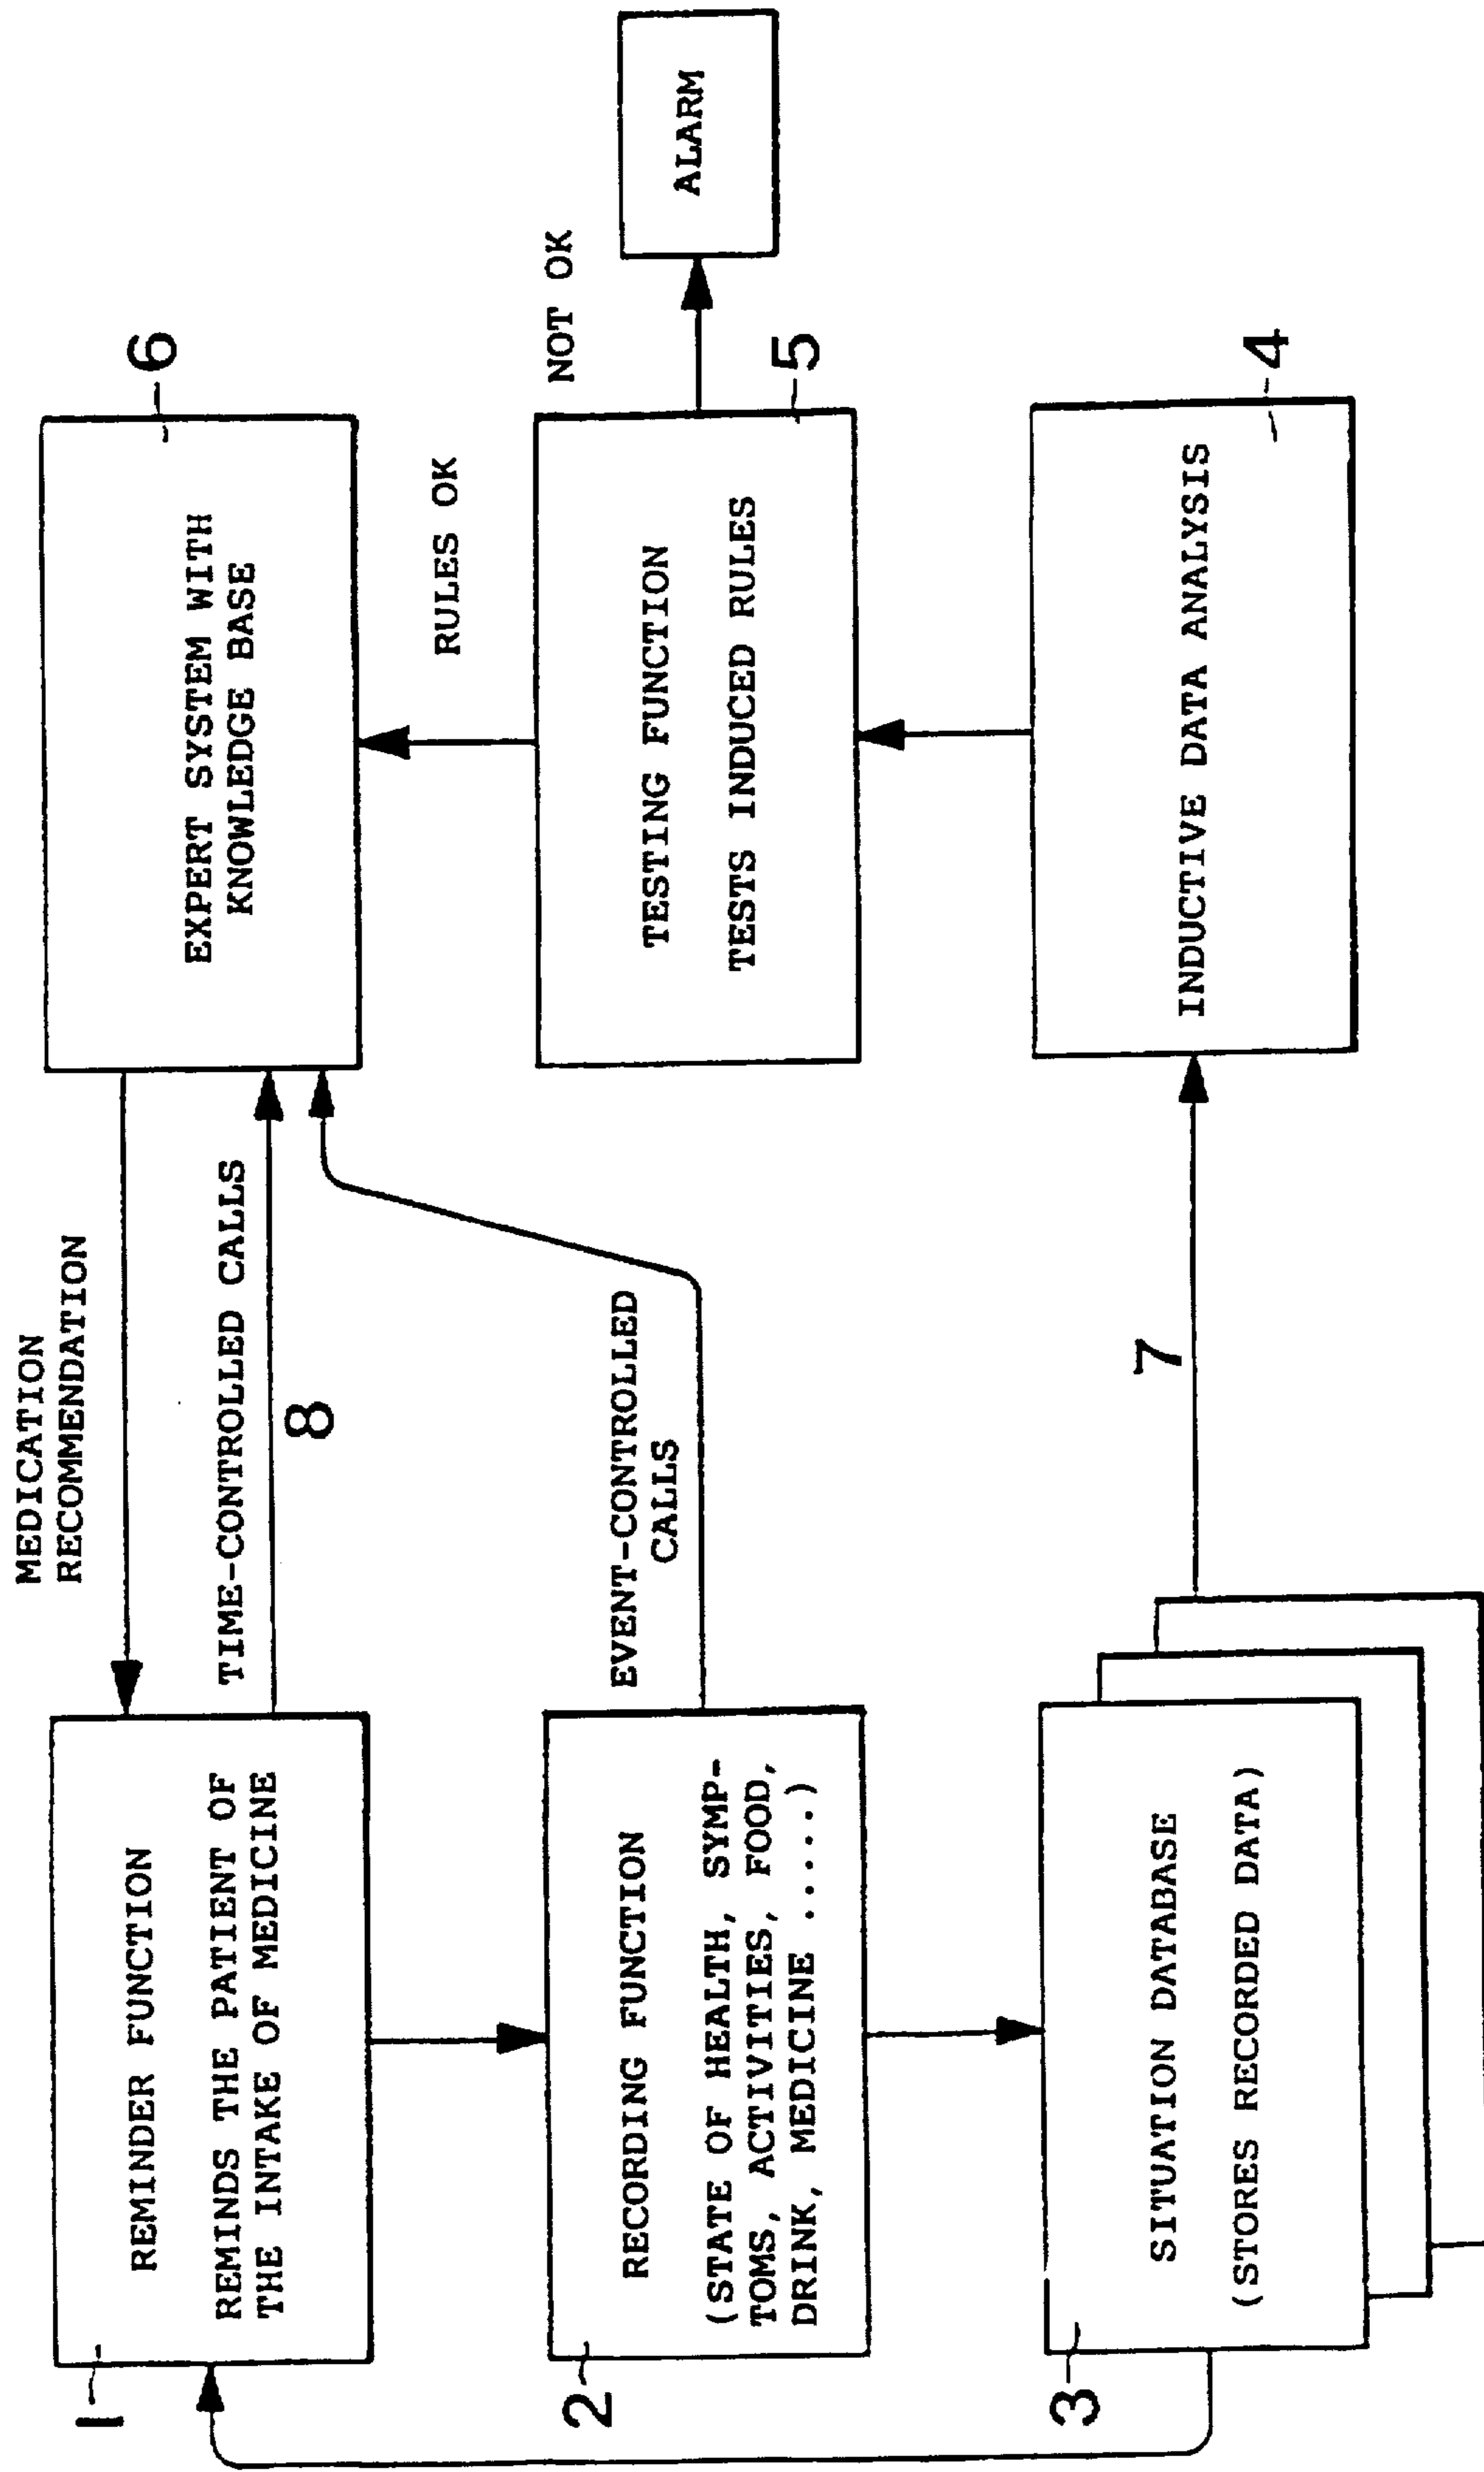 1
REMINDER FUNCTION
REMINDS THE PATIENT OF
THE INTAKE OF MEDICINE
MEDICATION
RECOMMENDATION
TIME-CONTROLLED CALLS
8
EXPERT SYSTEM WITH
KNOWLEDGE BASE
6
2
RECORDING FUNCTION
(STATE OF HEALTH, SYMP-
TOMS, ACTIVITIES, FOOD,
DRINK, MEDICINE ......)
EVENT-CONTROLLED
CALLS
RULES OK
TESTING FUNCTION
TESTS INDUCED RULES
5
NOT OK
ALARM
3
SITUATION DATABASE
(STORES RECORDED DATA)
7
INDUCTIVE DATA ANALYSIS
4